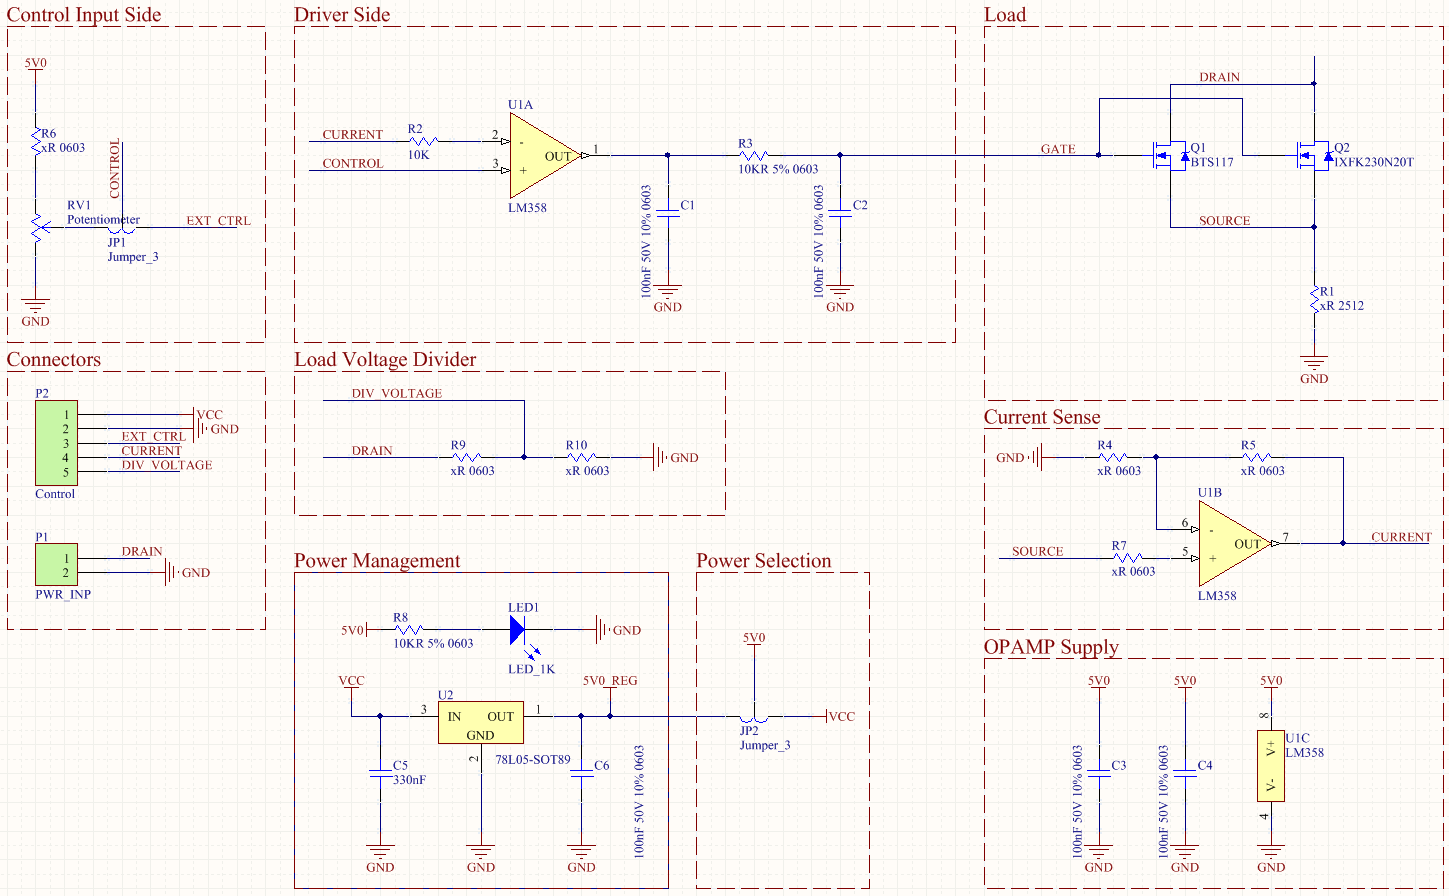 Control Input Side
5V0
R6
xR 0603
CONTROL
RV1
Potentiometer
EXT_CTRL
JP1
Jumper_3
GND
Driver Side
U1A
CURRENT
R2
10K
2
-
OUT
1
CONTROL
3
+
LM358
R3
10KR 5% 0603
C1
100nF 50V 10% 0603
GND
C2
100nF 50V 10% 0603
GND
Load
DRAIN
GATE
Q1
BTS117
Q2
IXFK230N20T
SOURCE
R1
xR 2512
GND
Connectors
P2
1
VCC
2
GND
3
EXT_CTRL
4
CURRENT
5
DIV_VOLTAGE
Control
P1
1
DRAIN
2
GND
PWR_INP
Load Voltage Divider
DIV_VOLTAGE
DRAIN
R9
xR 0603
R10
xR 0603
GND
Current Sense
GND
R4
xR 0603
R5
xR 0603
U1B
6
-
OUT
7
CURRENT
SOURCE
R7
xR 0603
5
+
LM358
Power Management
5V0
R8
10KR 5% 0603
LED1
LED_1K
GND
VCC
U2
3
IN
OUT
1
GND
2
78L05-SOT89
5V0_REG
C5
330nF
C6
100nF 50V 10% 0603
GND
GND
GND
Power Selection
5V0
JP2
Jumper_3
VCC
OPAMP Supply
5V0
C3
100nF 50V 10% 0603
GND
5V0
C4
100nF 50V 10% 0603
GND
5V0
8
V+
V-
U1C
LM358
4
GND